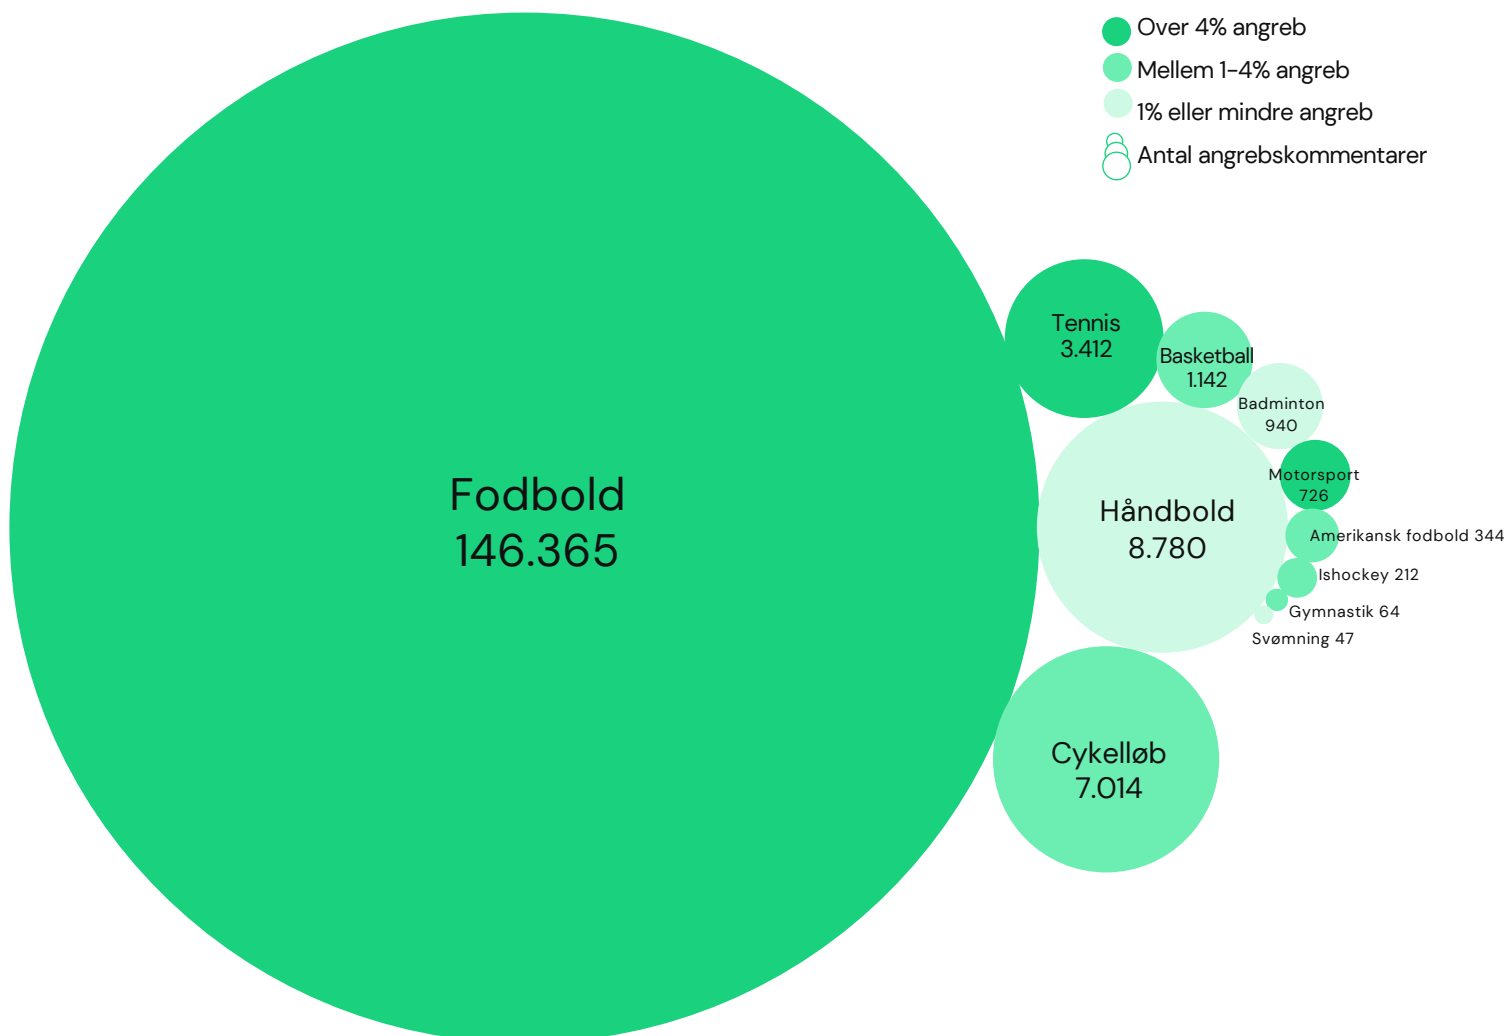 Over 4% angreb
Mellem 1-4% angreb
1% eller mindre angreb
Antal angrebskommentarer
Fodbold
146.365
Tennis
3.412
Basketball
1.142
Badminton
940
Motorsport
726
Håndbold
8.780
Amerikansk fodbold 344
Ishockey 212
Gymnastik 64
Svømning 47
Cykelløb
7.014